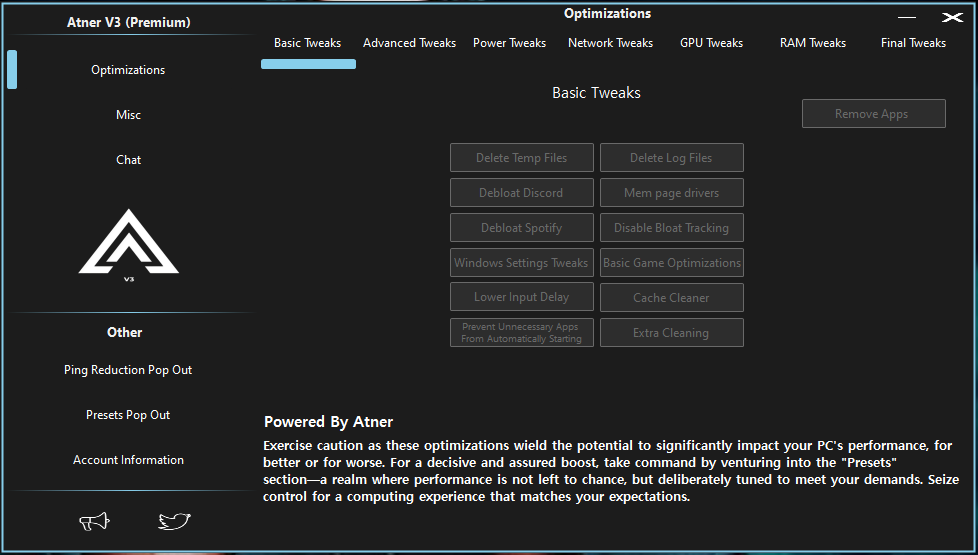 Atner V3 (Premium)
Optimizations
Misc
Chat
V3
Other
Ping Reduction Pop Out
Presets Pop Out
Account Information
Optimizations
Basic Tweaks Advanced Tweaks Power Tweaks Network Tweaks GPU Tweaks RAM Tweaks Final Tweaks
Basic Tweaks
Remove Apps
Delete Temp Files Delete Log Files
Debloat Discord Mem page drivers
Debloat Spotify Disable Bloat Tracking
Windows Settings Tweaks Basic Game Optimizations
Lower Input Delay Cache Cleaner
Prevent Unnecessary Apps
From Automatically Starting
Extra Cleaning
Powered By Atner
Exercise caution as these optimizations wield the potential to significantly impact your PC's performance, for
better or for worse. For a decisive and assured boost, take command by venturing into the "Presets"
section—a realm where performance is not left to chance, but deliberately tuned to meet your demands. Seize
control for a computing experience that matches your expectations.